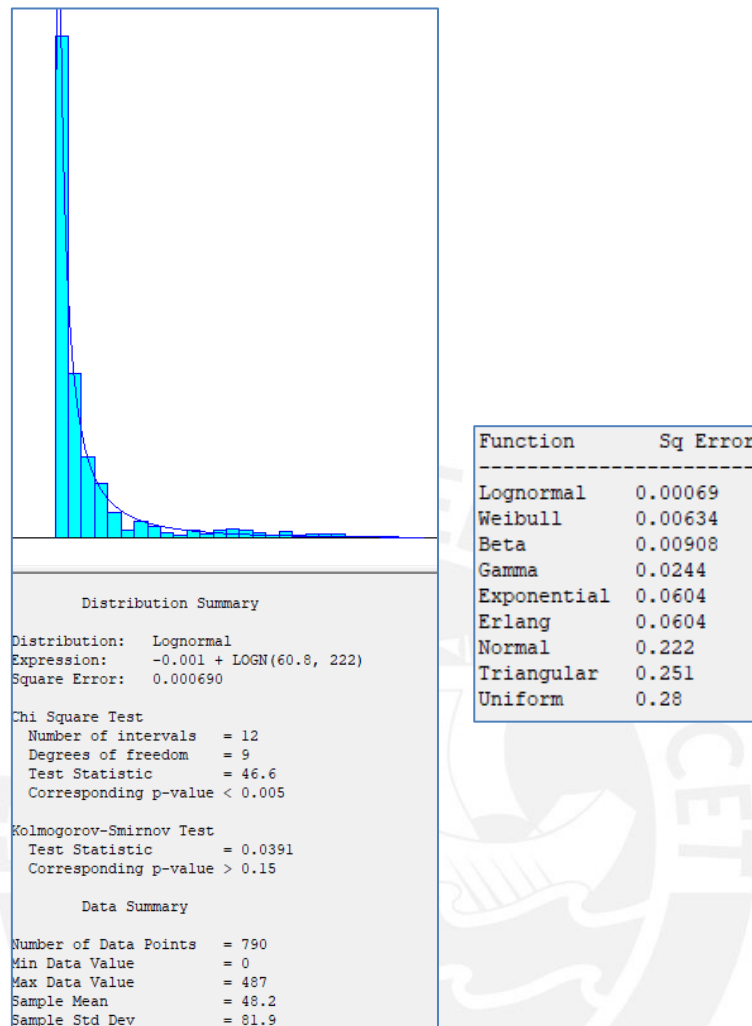 Distribution Summary
Distribution: Lognormal
Expression: -0.001 + LOGN(60.8, 222)
Square Error: 0.000690
Chi Square Test
Number of intervals = 12
Degrees of freedom = 9
Test Statistic = 46.6
Corresponding p-value < 0.005
Kolmogorov-Smirnov Test
Test Statistic = 0.0391
Corresponding p-value > 0.15
Data Summary
Number of Data Points = 790
Min Data Value = 0
Max Data Value = 487
Sample Mean = 48.2
Sample Std Dev = 81.9
Function Sq Error
-----------------------
Lognormal 0.00069
Weibull 0.00634
Beta 0.00908
Gamma 0.0244
Exponential 0.0604
Erlang 0.0604
Normal 0.222
Triangular 0.251
Uniform 0.28